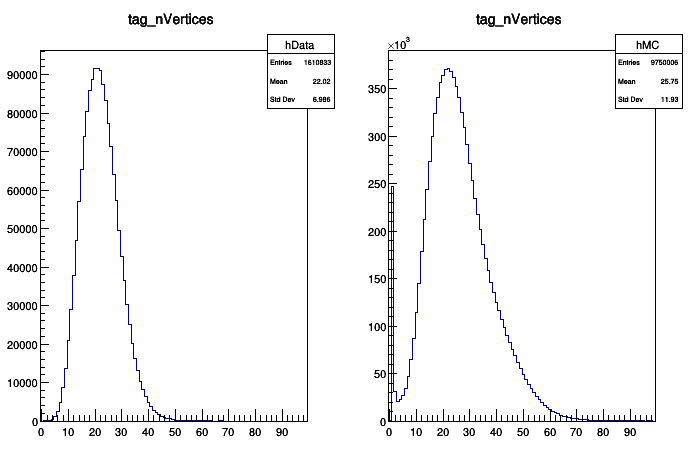 tag_nVertices
hData
Entries 1610833
Mean 22.02
Std Dev 6.986
90000
80000
70000
60000
50000
40000
30000
20000
10000
0
0 10 20 30 40 50 60 70 80 90
tag_nVertices
×10³
hMC
Entries 9750006
Mean 25.75
Std Dev 11.93
350
300
250
200
150
100
50
0
0 10 20 30 40 50 60 70 80 90